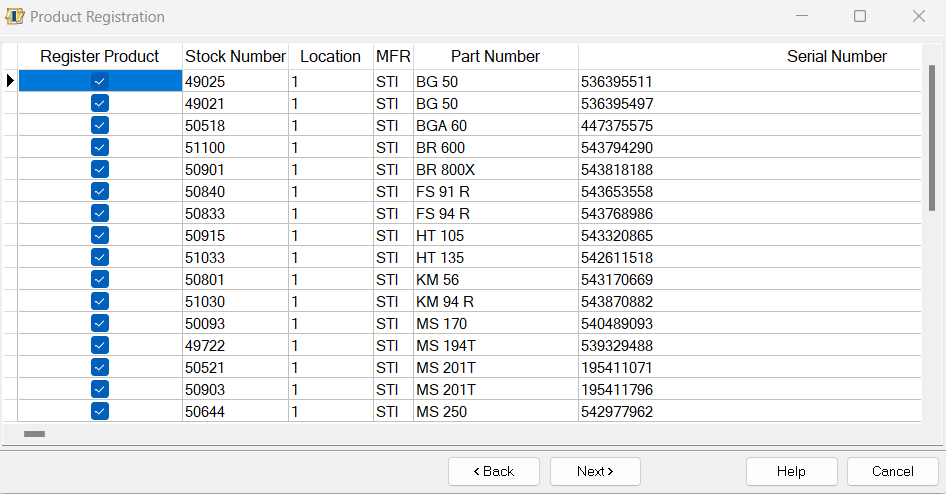 Product Registration
Register Product Stock Number Location MFR Part Number Serial Number
49025 1 STI BG 50 536395511
49021 1 STI BG 50 536395497
50518 1 STI BGA 60 447375575
51100 1 STI BR 600 543794290
50901 1 STI BR 800X 543818188
50840 1 STI FS 91 R 543653558
50833 1 STI FS 94 R 543768986
50915 1 STI HT 105 543320865
51033 1 STI HT 135 542611518
50801 1 STI KM 56 543170669
51030 1 STI KM 94 R 543870882
50093 1 STI MS 170 540489093
49722 1 STI MS 194T 539329488
50521 1 STI MS 201T 195411071
50903 1 STI MS 201T 195411796
50644 1 STI MS 250 542977962
< Back Next > Help Cancel